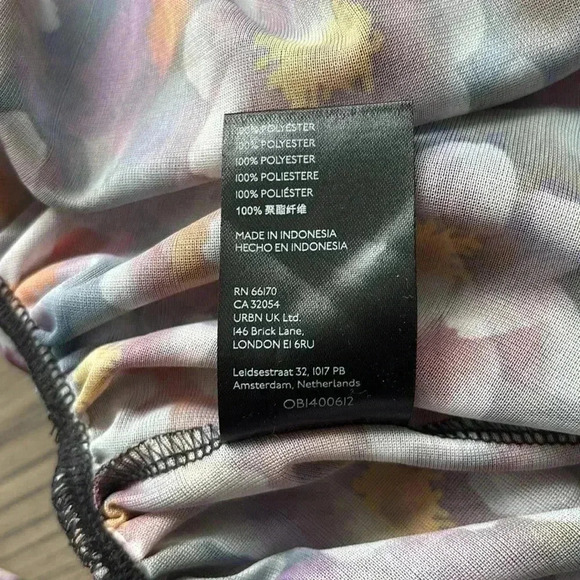 100% POLYESTER
100% POLYESTER
100% POLYESTER
100% POLIESTERE
100% POLIÉSTER
100% 聚酯纤维
MADE IN INDONESIA
HECHO EN INDONESIA
RN 66170
CA 32054
URBN UK Ltd.
146 Brick Lane,
LONDON E1 6RU
Leidsestraat 32, 1017 PB
Amsterdam, Netherlands
OB1400612